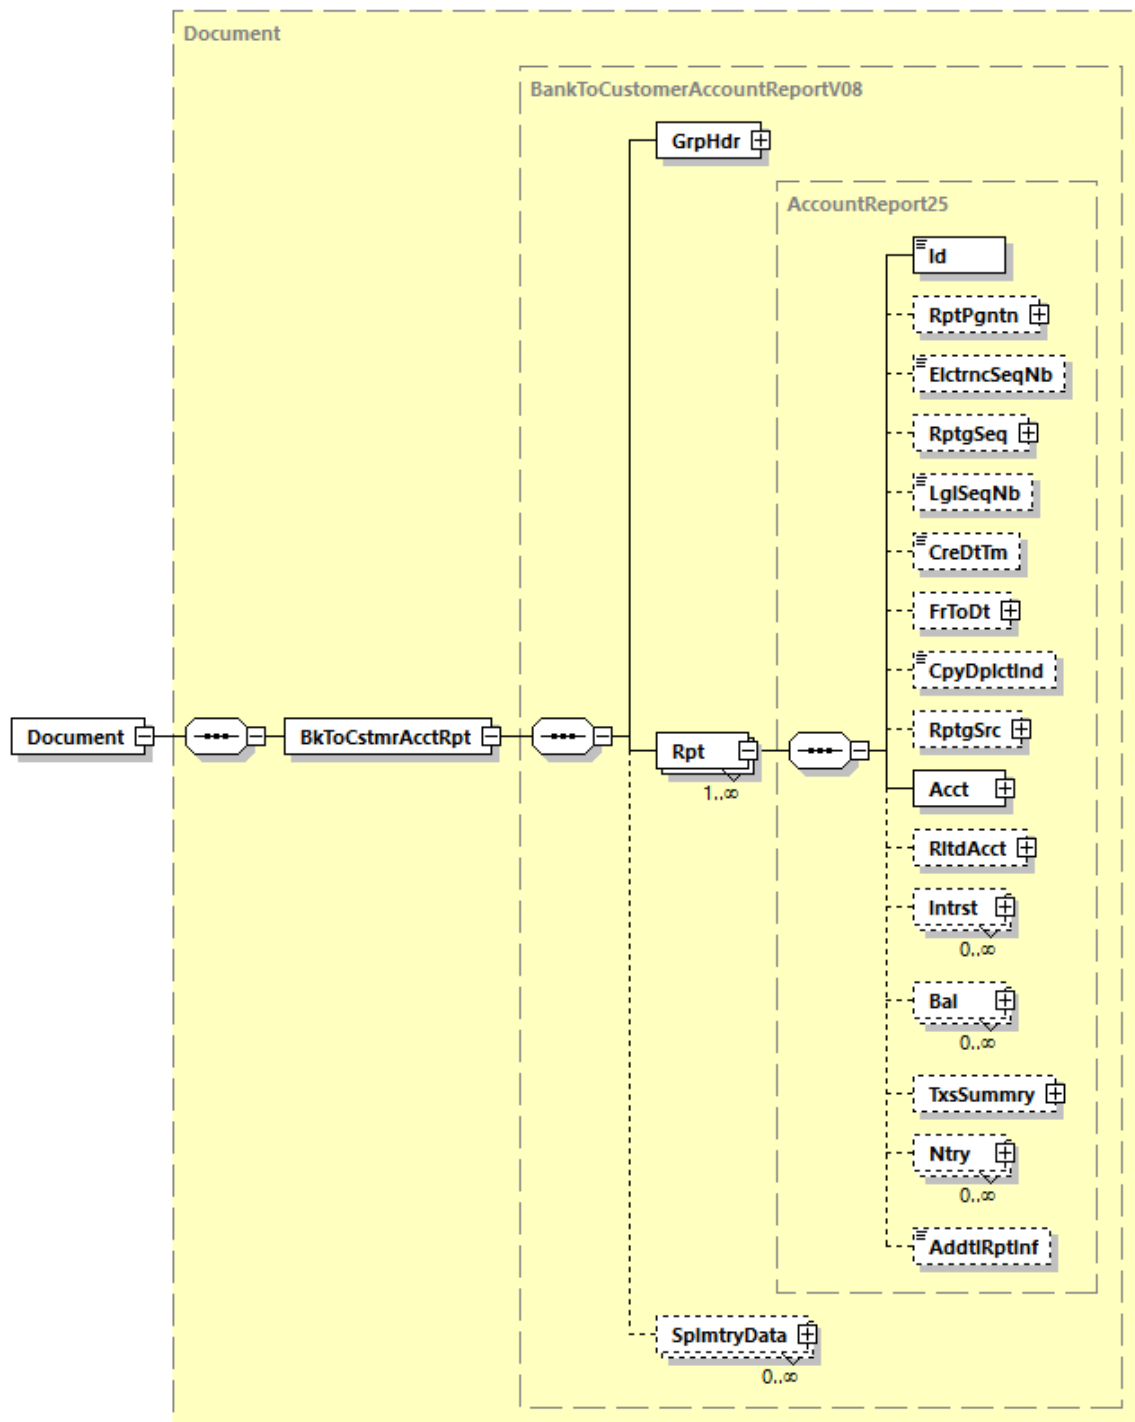 Document
BankToCustomerAccountReportV08
GrpHdr
AccountReport25
Id
RptPgntn
ElctrncSeqNb
RptgSeq
LglSeqNb
CreDtTm
FrToDt
CpyDplctInd
RptgSrc
Document
BkToCstmrAcctRpt
Rpt
1..∞
Acct
RltdAcct
Intrst
0..∞
Bal
0..∞
TxsSummry
Ntry
0..∞
AddtlRptInf
SplmtryData
0..∞